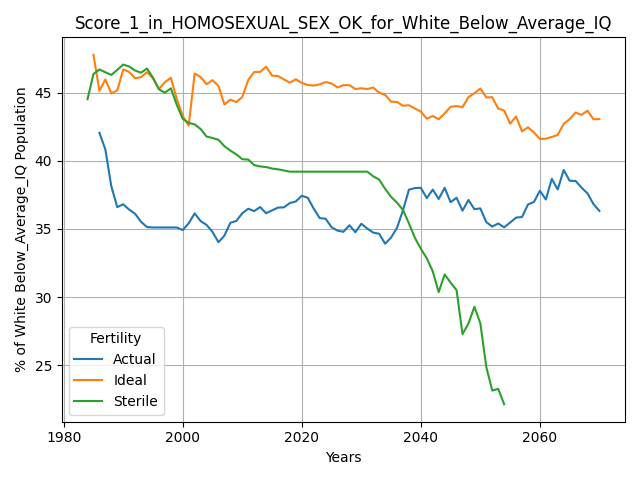 Score_1_in_HOMOSEXUAL_SEX_OK_for_White_Below_Average_IQ
% of White Below_Average_IQ Population
45
40
35
30
25
Fertility
Actual
Ideal
Sterile
1980 2000 2020 2040 2060
Years